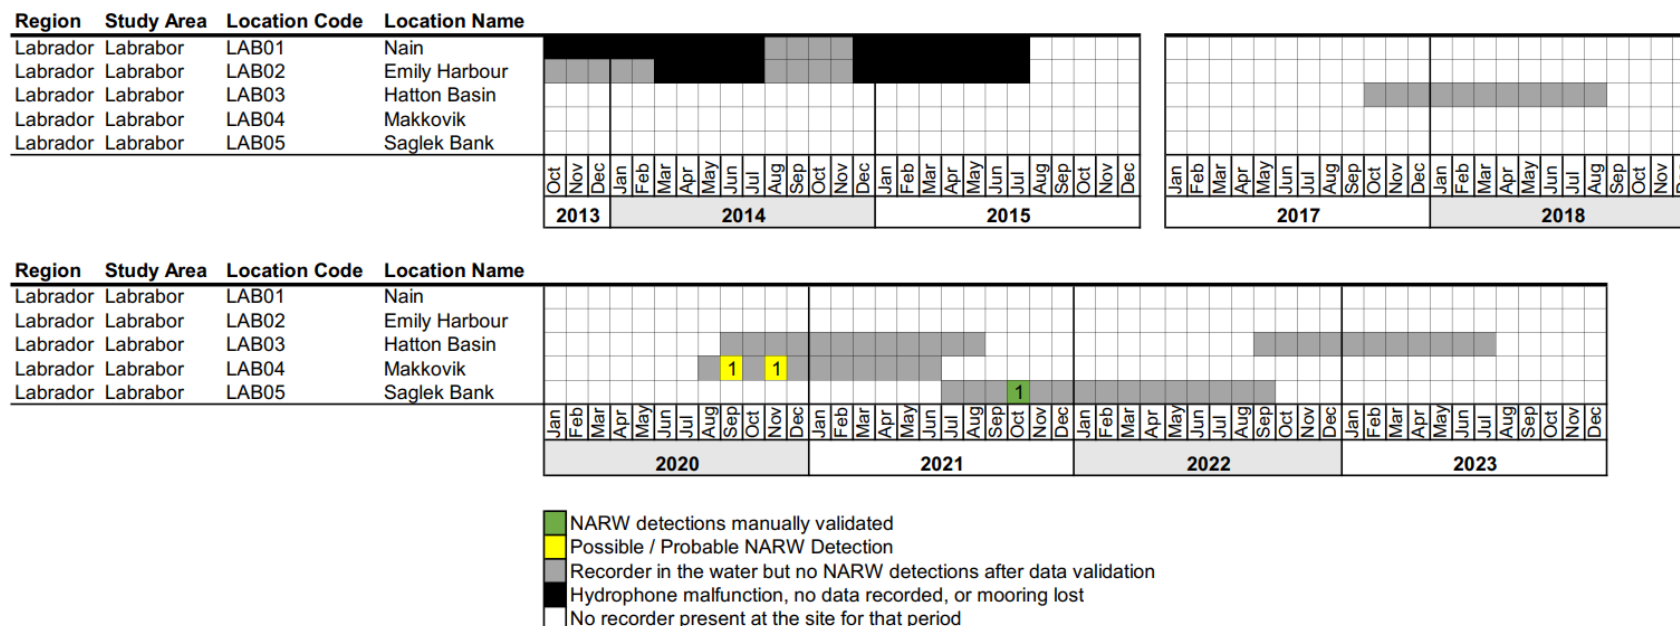 Region Study Area Location Code Location Name
Labrador Labrabor LAB01 Nain
Labrador Labrabor LAB02 Emily Harbour
Labrador Labrabor LAB03 Hatton Basin
Labrador Labrabor LAB04 Makkovik
Labrador Labrabor LAB05 Saglek Bank
Oct Nov Dec Jan Feb Mar Apr May Jun Jul Aug Sep Oct Nov Dec Jan Feb Mar Apr May Jun Jul Aug Sep Oct Nov Dec Jan Feb Mar Apr May Jun Jul Aug Sep Oct Nov Dec Jan Feb Mar Apr May Jun Jul Aug Sep Oct Nov
2013 2014 2015 2017 2018
Region Study Area Location Code Location Name
Labrador Labrabor LAB01 Nain
Labrador Labrabor LAB02 Emily Harbour
Labrador Labrabor LAB03 Hatton Basin
Labrador Labrabor LAB04 Makkovik 1 1
Labrador Labrabor LAB05 Saglek Bank 1
Jan Feb Mar Apr May Jun Jul Aug Sep Oct Nov Dec Jan Feb Mar Apr May Jun Jul Aug Sep Oct Nov Dec Jan Feb Mar Apr May Jun Jul Aug Sep Oct Nov Dec Jan Feb Mar Apr May Jun Jul Aug Sep Oct Nov Dec
2020 2021 2022 2023
NARW detections manually validated
Possible / Probable NARW Detection
Recorder in the water but no NARW detections after data validation
Hydrophone malfunction, no data recorded, or mooring lost
No recorder present at the site for that period